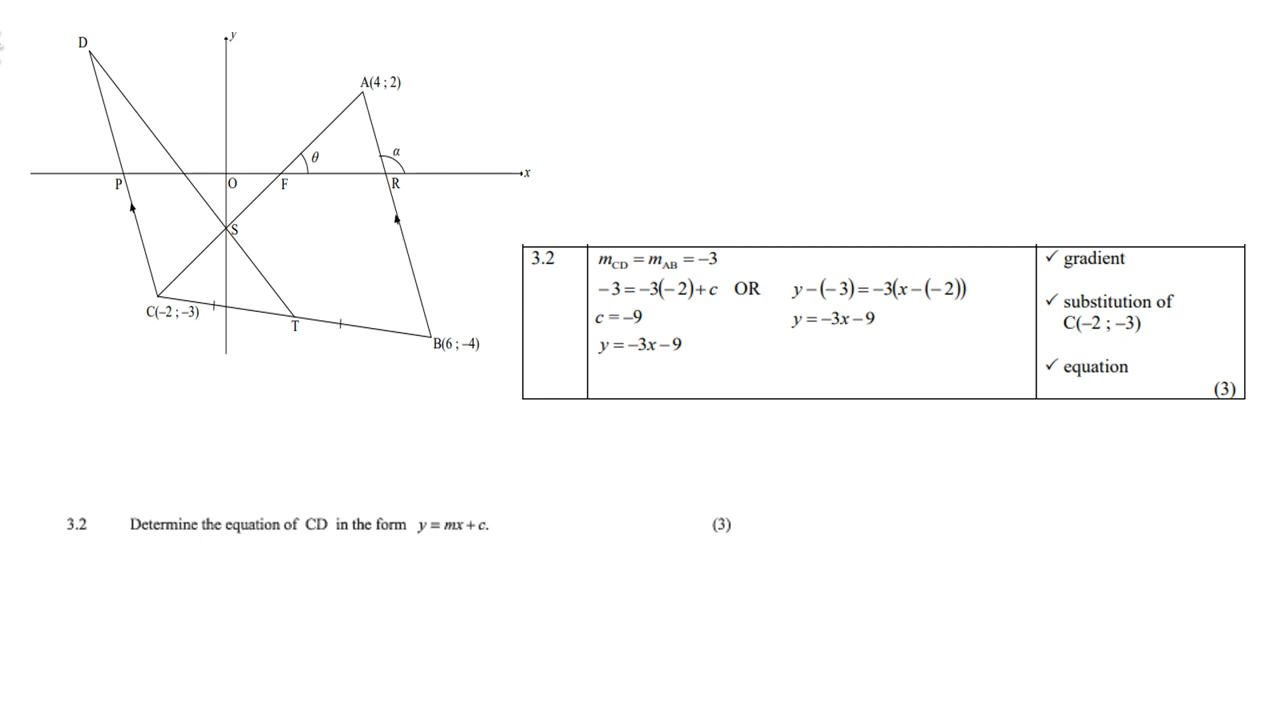 D
y
A(4 ; 2)
θ
α
P
O
F
R
x
S
C(–2 ; –3)
T
B(6 ; –4)
3.2
m_CD = m_AB = –3
–3 = –3(–2) + c OR y – (–3) = –3(x – (–2))
c = –9 y = –3x – 9
y = –3x – 9
✓ gradient
✓ substitution of
C(–2 ; –3)
✓ equation
(3)
3.2 Determine the equation of CD in the form y = mx + c. (3)